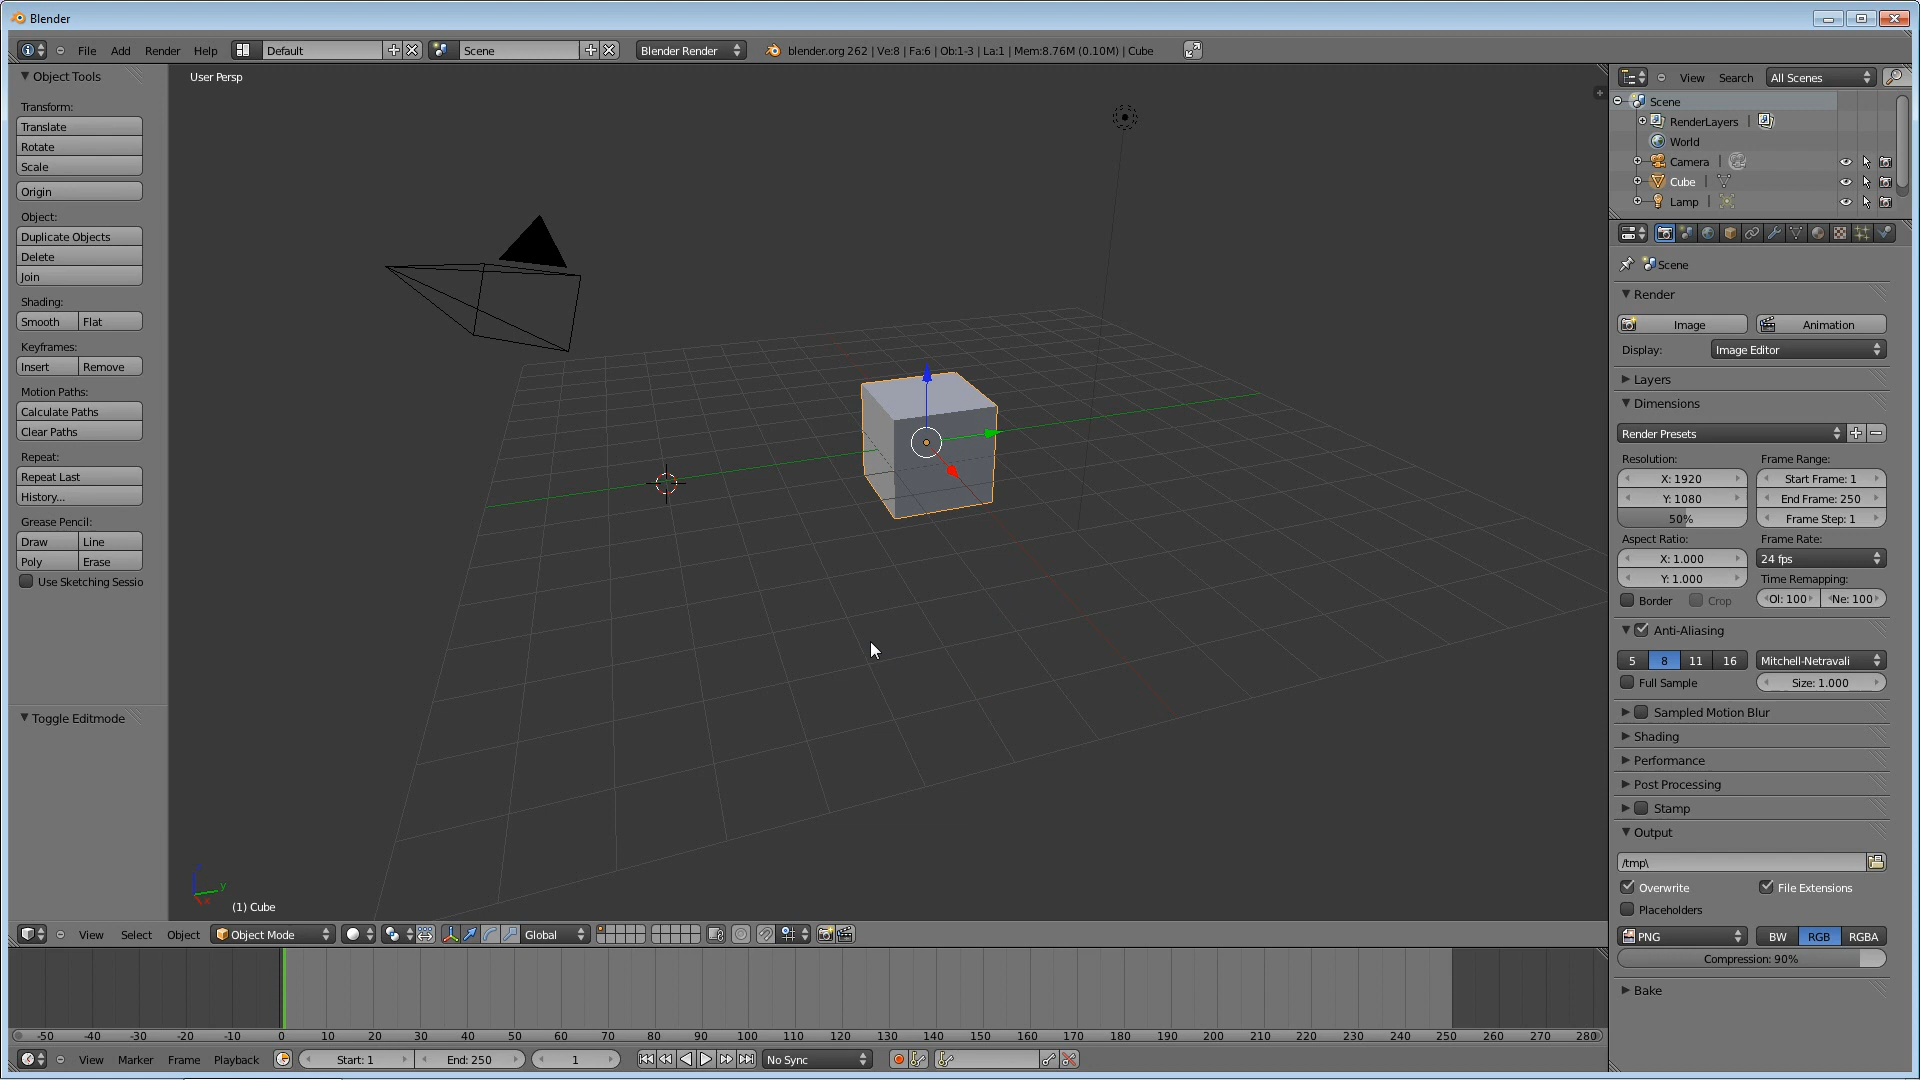 Blender
File Add Render Help Default Scene Blender Render blender.org 262 | Ve:8 | Fa:6 | Ob:1-3 | La:1 | Mem:8.76M (0.10M) | Cube
Object Tools
Transform:
Translate
Rotate
Scale
Origin
Object:
Duplicate Objects
Delete
Join
Shading:
Smooth Flat
Keyframes:
Insert Remove
Motion Paths:
Calculate Paths
Clear Paths
Repeat:
Repeat Last
History...
Grease Pencil:
Draw Line
Poly Erase
Use Sketching Sessio
Toggle Editmode
User Persp
z
y
x
(1) Cube
View Select Object Object Mode Global
-50 -40 -30 -20 -10 0 10 20 30 40 50 60 70 80 90 100 110 120 130 140 150 160 170 180 190 200 210 220 230 240 250 260 270 280
View Marker Frame Playback Start: 1 End: 250 1 No Sync
View Search All Scenes
Scene
RenderLayers |
World
Camera |
Cube |
Lamp |
Scene
Render
Image Animation
Display: Image Editor
Layers
Dimensions
Render Presets
Resolution: Frame Range:
X: 1920 Start Frame: 1
Y: 1080 End Frame: 250
50% Frame Step: 1
Aspect Ratio: Frame Rate:
X: 1.000 24 fps
Y: 1.000 Time Remapping:
Border Crop Ol: 100 Ne: 100
Anti-Aliasing
5 8 11 16 Mitchell-Netravali
Full Sample Size: 1.000
Sampled Motion Blur
Shading
Performance
Post Processing
Stamp
Output
/tmp\
Overwrite File Extensions
Placeholders
PNG BW RGB RGBA
Compression: 90%
Bake